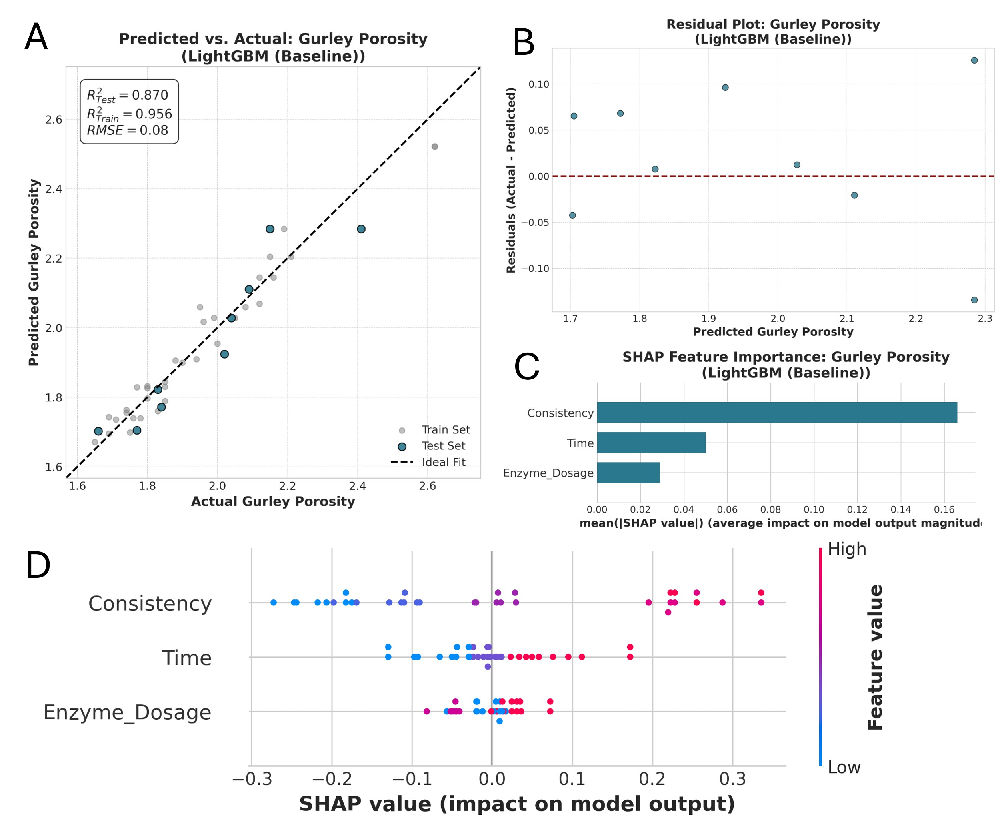 A
Predicted vs. Actual: Gurley Porosity
(LightGBM (Baseline))
R²Test = 0.870
R²Train = 0.956
RMSE = 0.08
2.6
2.4
2.2
2.0
1.8
1.6
Predicted Gurley Porosity
Train Set
Test Set
Ideal Fit
1.6 1.8 2.0 2.2 2.4 2.6
Actual Gurley Porosity
B
Residual Plot: Gurley Porosity
(LightGBM (Baseline))
0.10
0.05
0.00
−0.05
−0.10
Residuals (Actual - Predicted)
1.7 1.8 1.9 2.0 2.1 2.2 2.3
Predicted Gurley Porosity
C
SHAP Feature Importance: Gurley Porosity
(LightGBM (Baseline))
Consistency
Time
Enzyme_Dosage
0.00 0.02 0.04 0.06 0.08 0.10 0.12 0.14 0.16
mean(|SHAP value|) (average impact on model output magnitud
D
Consistency
Time
Enzyme_Dosage
−0.3 −0.2 −0.1 0.0 0.1 0.2 0.3
SHAP value (impact on model output)
High
Feature value
Low